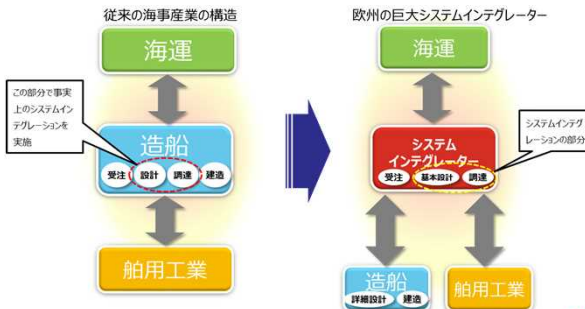 従来の海事産業の構造
海運
この部分で事実
上のシステムイン
テグレーションを
実施
造船
受注
設計
調達
建造
舶用工業
欧州の巨大システムインテグレーター
海運
システム
インテグレーター
受注
基本設計
調達
システムインテグ
レーションの部分
造船
詳細設計
建造
舶用工業